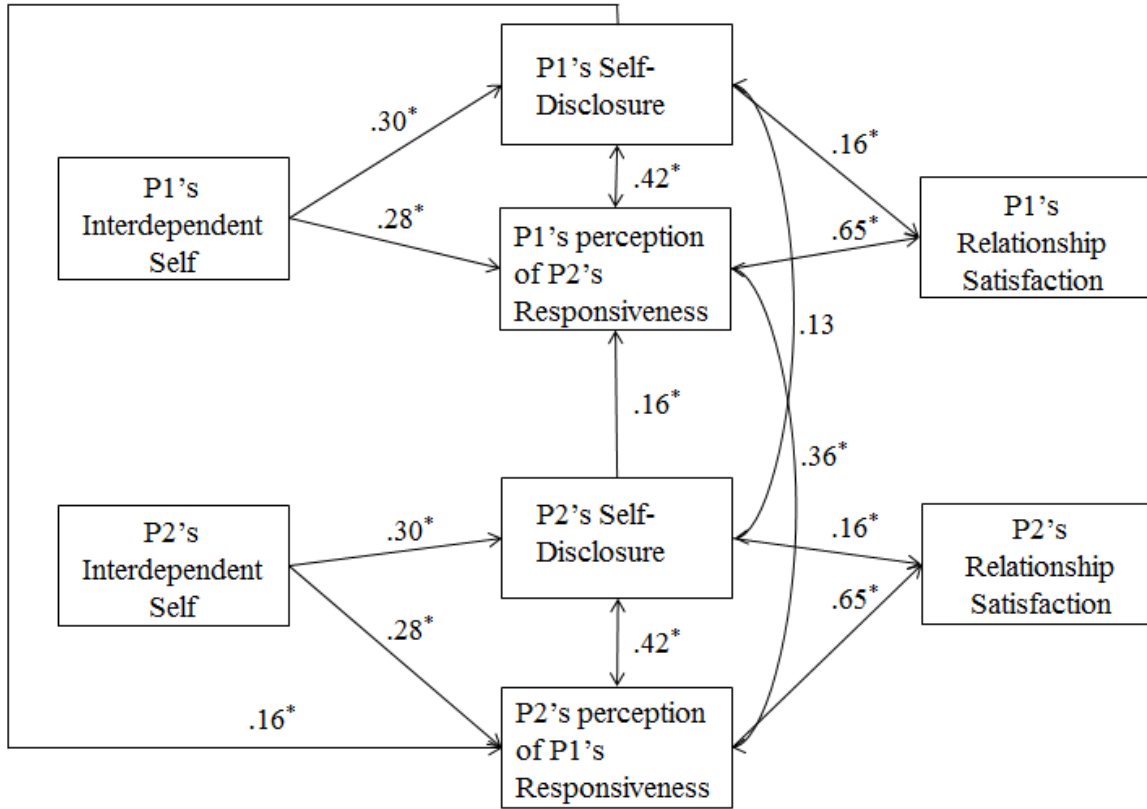 P1's Self-
Disclosure
.30*
.16*
P1's
Interdependent
Self
.42*
P1's
Relationship
Satisfaction
.28*
P1's perception
of P2's
Responsiveness
.65*
.13
.16*
.36*
P2's
Interdependent
Self
.30*
P2's Self-
Disclosure
.16*
P2's
Relationship
Satisfaction
.28*
.42*
.65*
.16*
P2's perception
of P1's
Responsiveness